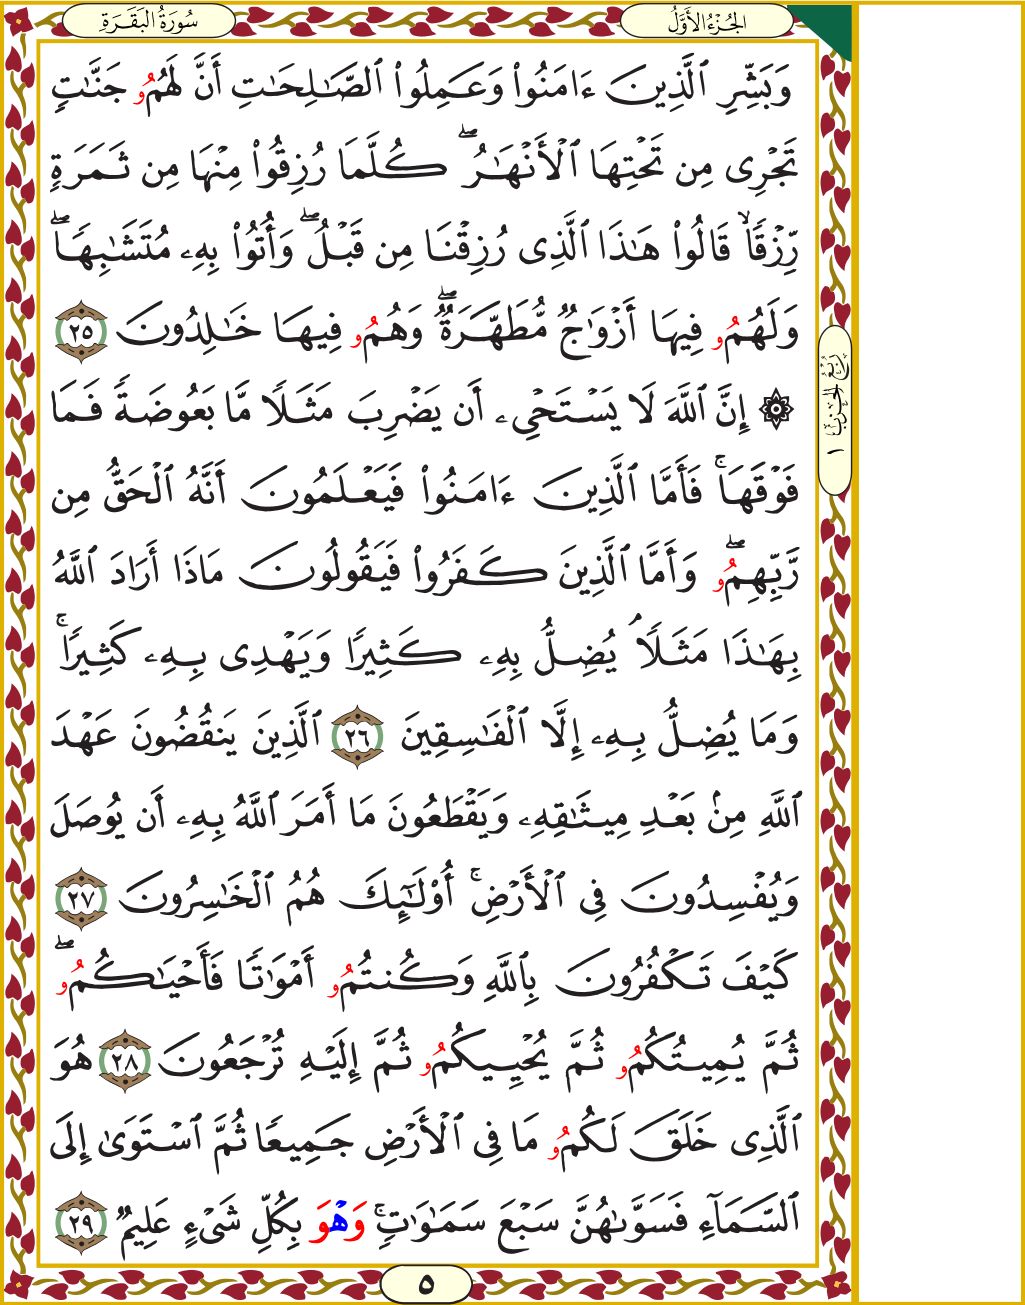 سُورَةُ البَقَرَةِ
الجُزْءُ الأَوَّلُ
وَبَشِّرِ ٱلَّذِينَ ءَامَنُوا۟ وَعَمِلُوا۟ ٱلصَّـٰلِحَـٰتِ أَنَّ لَهُمُۥ جَنَّـٰتٍ
تَجْرِى مِن تَحْتِهَا ٱلْأَنْهَـٰرُ ۖ كُلَّمَا رُزِقُوا۟ مِنْهَا مِن ثَمَرَةٍ
رِّزْقًا ۙ قَالُوا۟ هَـٰذَا ٱلَّذِى رُزِقْنَا مِن قَبْلُ ۖ وَأُتُوا۟ بِهِۦ مُتَشَـٰبِهًا ۖ
وَلَهُمُۥ فِيهَا أَزْوَٰجٌ مُّطَهَّرَةٌ ۖ وَهُمُۥ فِيهَا خَـٰلِدُونَ ٢٥
۞ إِنَّ ٱللَّهَ لَا يَسْتَحْىِۦ أَن يَضْرِبَ مَثَلًا مَّا بَعُوضَةً فَمَا
فَوْقَهَا ۚ فَأَمَّا ٱلَّذِينَ ءَامَنُوا۟ فَيَعْلَمُونَ أَنَّهُ ٱلْحَقُّ مِن
رَّبِّهِمُۥ ۖ وَأَمَّا ٱلَّذِينَ كَفَرُوا۟ فَيَقُولُونَ مَاذَا أَرَادَ ٱللَّهُ
بِهَـٰذَا مَثَلًا ۘ يُضِلُّ بِهِۦ كَثِيرًا وَيَهْدِى بِهِۦ كَثِيرًا ۚ
وَمَا يُضِلُّ بِهِۦ إِلَّا ٱلْفَـٰسِقِينَ ٢٦ ٱلَّذِينَ يَنقُضُونَ عَهْدَ
ٱللَّهِ مِنۢ بَعْدِ مِيثَـٰقِهِۦ وَيَقْطَعُونَ مَا أَمَرَ ٱللَّهُ بِهِۦ أَن يُوصَلَ
وَيُفْسِدُونَ فِى ٱلْأَرْضِ ۚ أُو۟لَـٰٓئِكَ هُمُ ٱلْخَـٰسِرُونَ ٢٧
كَيْفَ تَكْفُرُونَ بِٱللَّهِ وَكُنتُمُۥ أَمْوَٰتًا فَأَحْيَـٰكُمُۥ ۖ
ثُمَّ يُمِيتُكُمُۥ ثُمَّ يُحْيِيكُمُۥ ثُمَّ إِلَيْهِ تُرْجَعُونَ ٢٨ هُوَ
ٱلَّذِى خَلَقَ لَكُمُۥ مَا فِى ٱلْأَرْضِ جَمِيعًا ثُمَّ ٱسْتَوَىٰ إِلَى
ٱلسَّمَآءِ فَسَوَّىٰهُنَّ سَبْعَ سَمَـٰوَٰتٍ ۚ وَهْوَ بِكُلِّ شَىْءٍ عَلِيمٌ ٢٩
رُبُعُ الحِزْبِ ١
٥